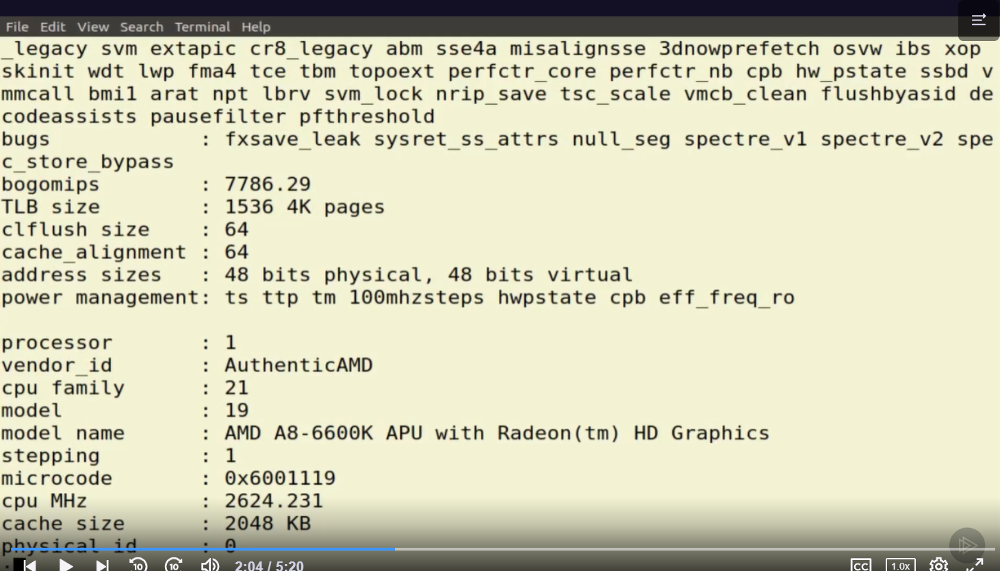 File Edit View Search Terminal Help
_legacy svm extapic cr8_legacy abm sse4a misalignsse 3dnowprefetch osvw ibs xop
skinit wdt lwp fma4 tce tbm topoext perfctr_core perfctr_nb cpb hw_pstate ssbd v
mmcall bmi1 arat npt lbrv svm_lock nrip_save tsc_scale vmcb_clean flushbyasid de
codeassists pausefilter pfthreshold
bugs : fxsave_leak sysret_ss_attrs null_seg spectre_v1 spectre_v2 spe
c_store_bypass
bogomips : 7786.29
TLB size : 1536 4K pages
clflush size : 64
cache_alignment : 64
address sizes : 48 bits physical, 48 bits virtual
power management: ts ttp tm 100mhzsteps hwpstate cpb eff_freq_ro
processor : 1
vendor_id : AuthenticAMD
cpu family : 21
model : 19
model name : AMD A8-6600K APU with Radeon(tm) HD Graphics
stepping : 1
microcode : 0x6001119
cpu MHz : 2624.231
cache size : 2048 KB
physical id : 0
:
10 10 2:04 / 5:20 CC 1.0x